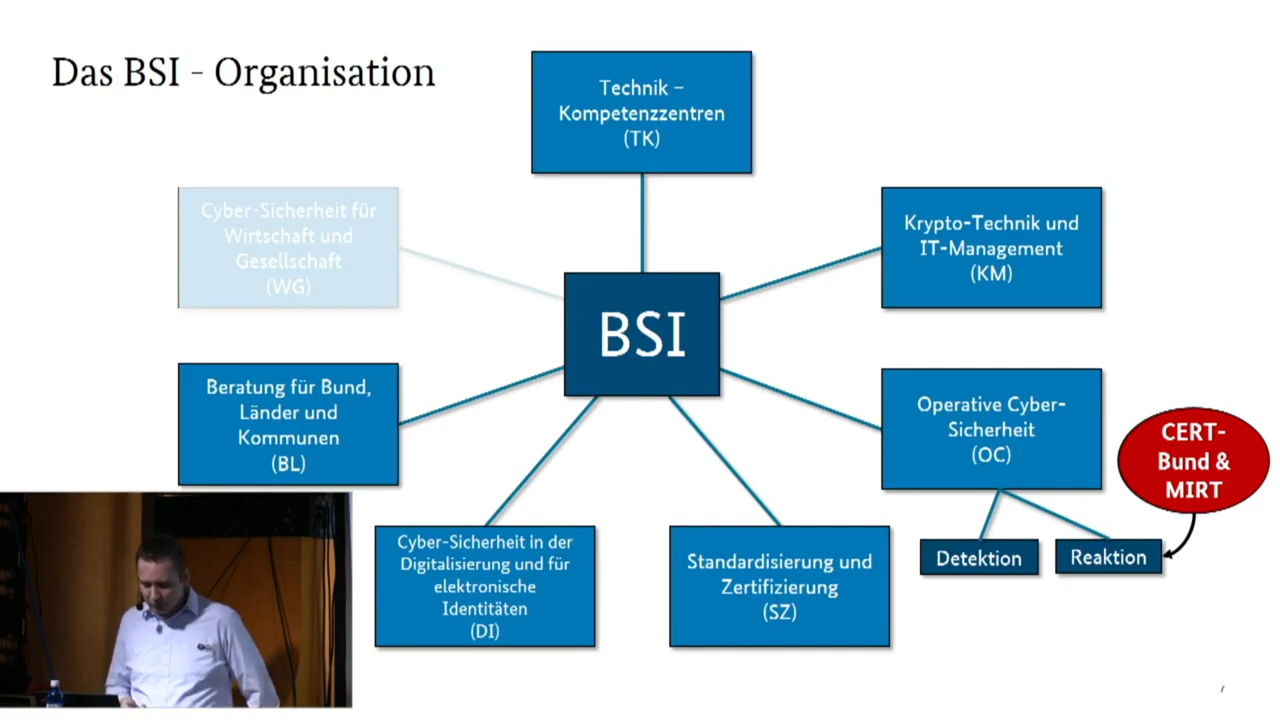 Das BSI - Organisation
Technik –
Kompetenzzentren
(TK)
Cyber-Sicherheit für
Wirtschaft und
Gesellschaft
(WG)
Krypto-Technik und
IT-Management
(KM)
BSI
Beratung für Bund,
Länder und
Kommunen
(BL)
Operative Cyber-
Sicherheit
(OC)
CERT-
Bund &
MIRT
Cyber-Sicherheit in der
Digitalisierung und für
elektronische
Identitäten
(DI)
Standardisierung und
Zertifizierung
(SZ)
Detektion
Reaktion